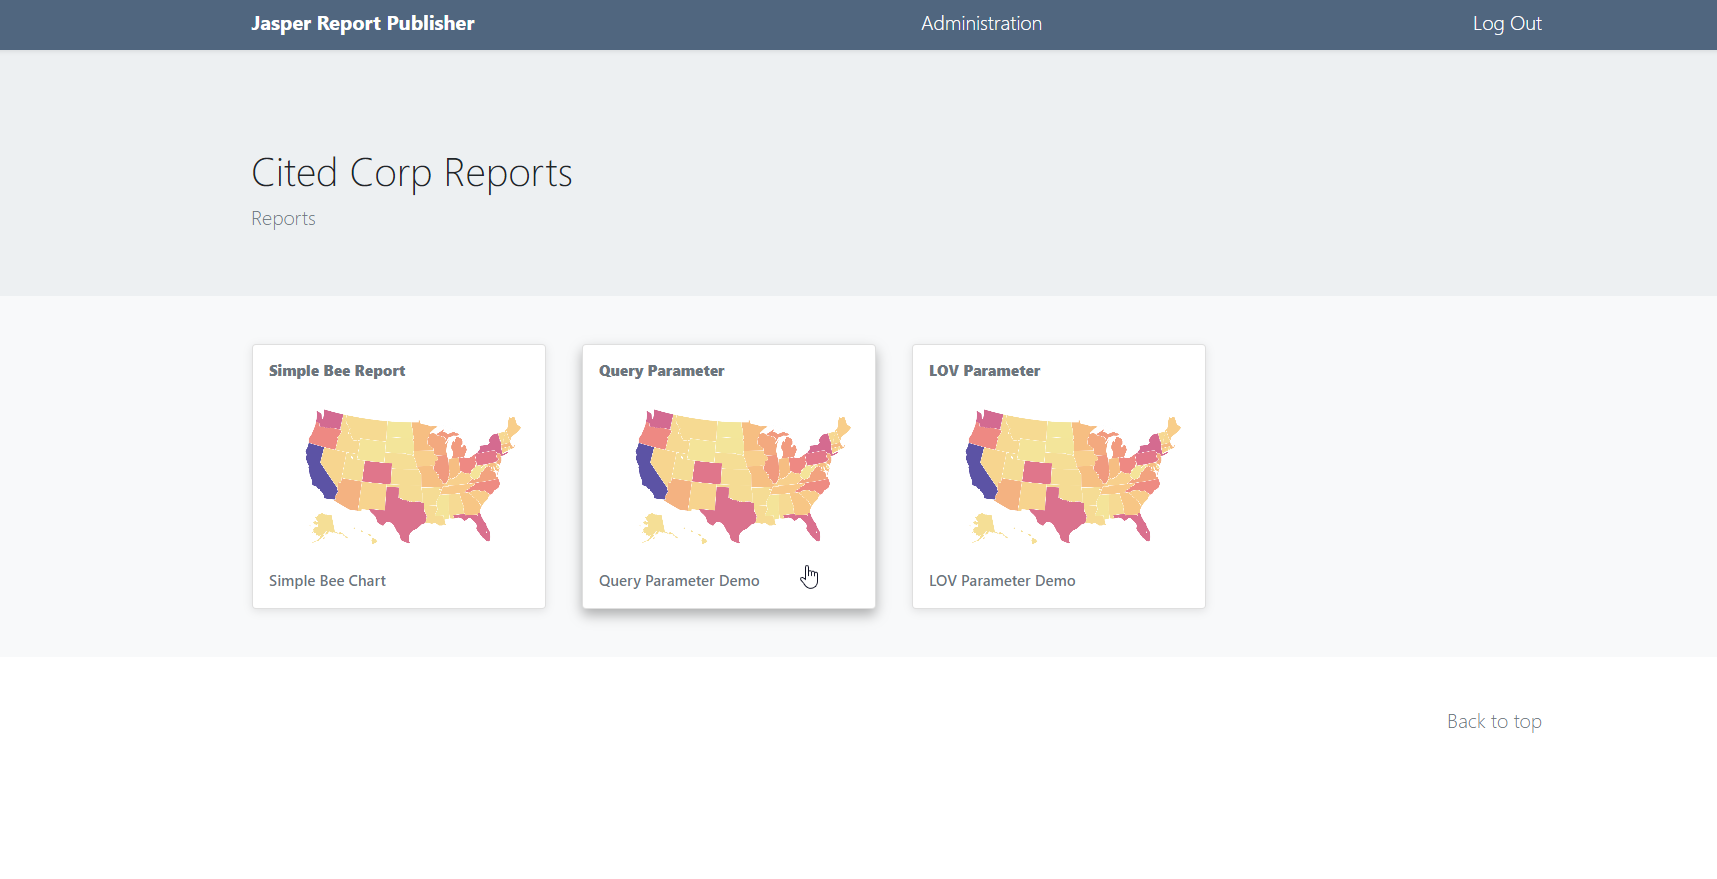 Jasper Report Publisher Administration Log Out
Cited Corp Reports
Reports
Simple Bee Report
Simple Bee Chart
Query Parameter
Query Parameter Demo
LOV Parameter
LOV Parameter Demo
Back to top